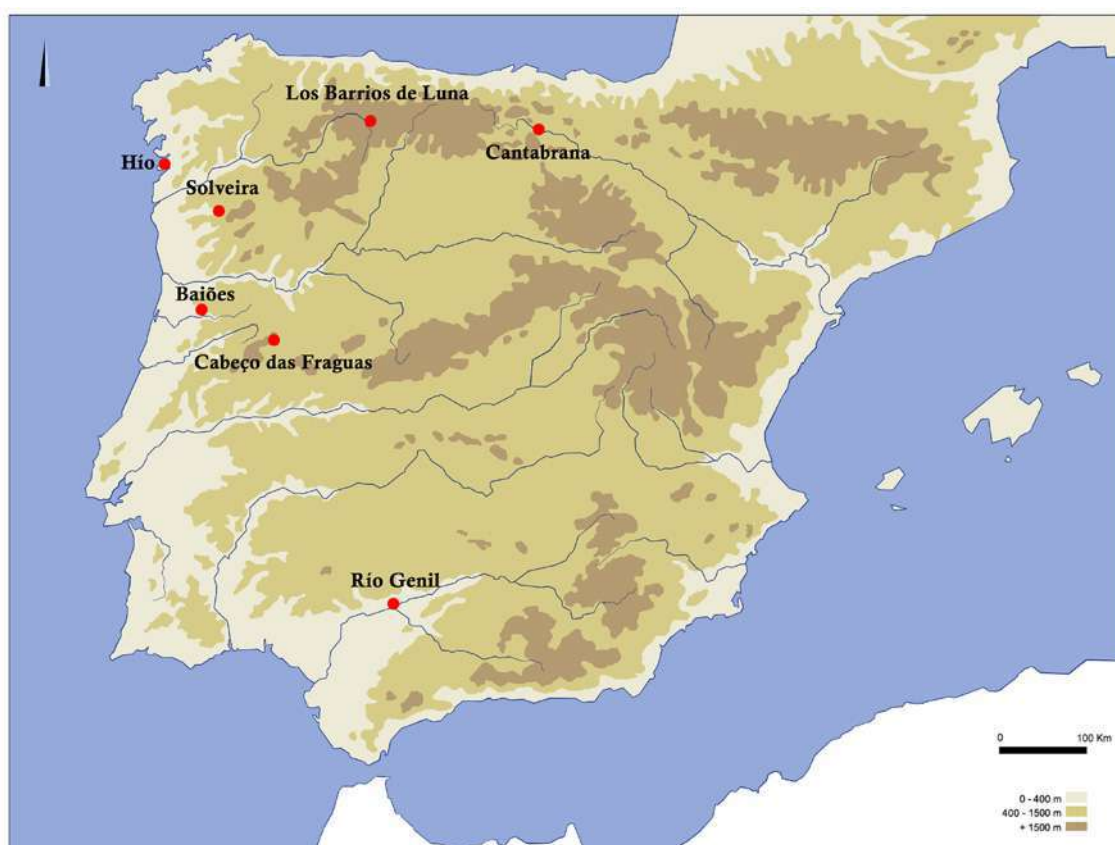 Los Barrios de Luna
Cantabrana
Hío
Solveira
Baiões
Cabeço das Fraguas
Río Genil
0 100 Km
0 - 400 m
400 - 1500 m
+ 1500 m